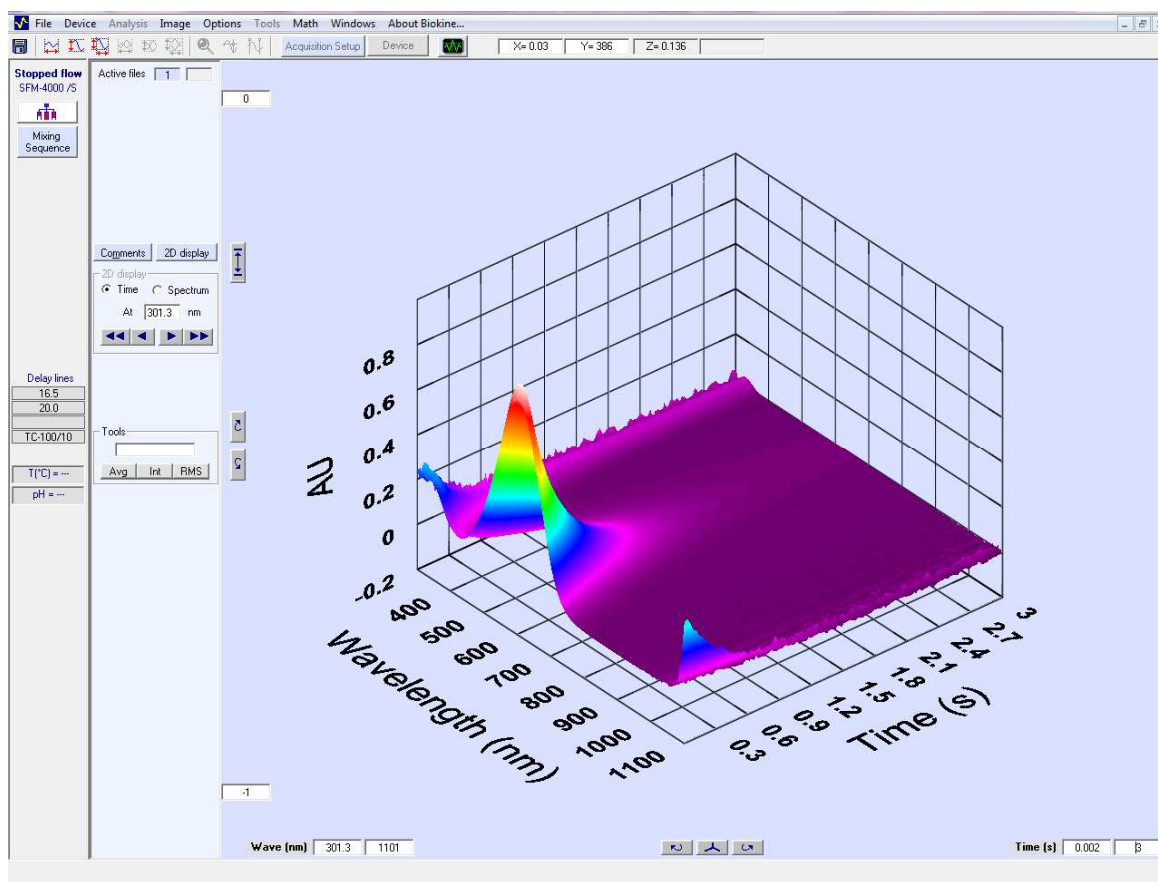 File Device Analysis Image Options Tools Math Windows About Biokine...
Acquisition Setup Device X= 0.03 Y= 386 Z= 0.136
Stopped flow
SFM-4000 /S
Mixing
Sequence
Delay lines
16.5
20.0
TC-100/10
T(°C) = ---
pH = ---
Active files 1
Comments 2D display
2D display
Time Spectrum
At 301.3 nm
Tools
Avg Int RMS
0
-1
0.8
0.6
0.4
0.2
0
-0.2
AU
400
500
600
700
800
900
1000
1100
Wavelength (nm)
0.3
0.6
0.9
1.2
1.5
1.8
2.1
2.4
2.7
3
Time (s)
Wave (nm) 301.3 1101
Time (s) 0.002 3